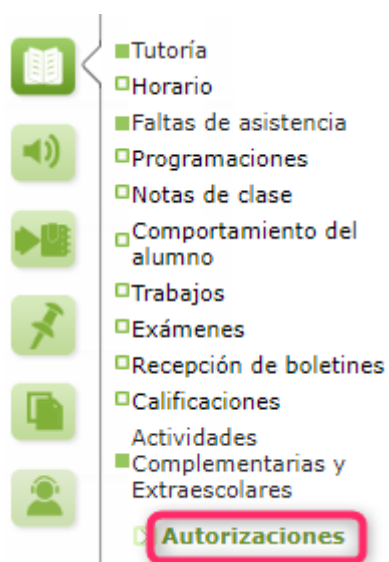 Tutoría
Horario
Faltas de asistencia
Programaciones
Notas de clase
Comportamiento del
alumno
Trabajos
Exámenes
Recepción de boletines
Calificaciones
Actividades
Complementarias y
Extraescolares
Autorizaciones